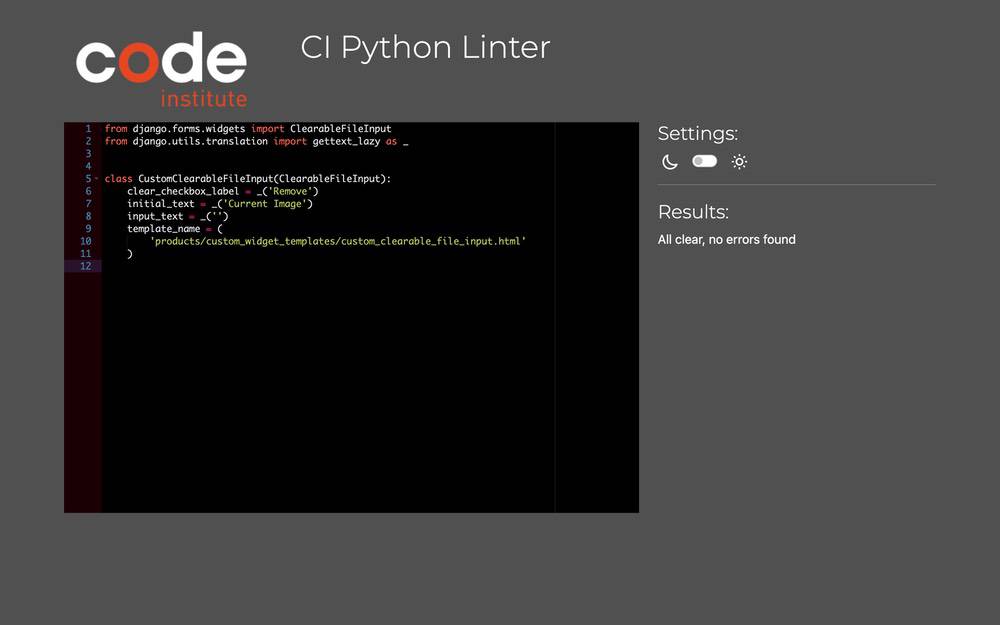 code
institute
CI Python Linter
1 from django.forms.widgets import ClearableFileInput
2 from django.utils.translation import gettext_lazy as _
3
4
5 class CustomClearableFileInput(ClearableFileInput):
6     clear_checkbox_label = _('Remove')
7     initial_text = _('Current Image')
8     input_text = _('')
9     template_name = (
10         'products/custom_widget_templates/custom_clearable_file_input.html'
11     )
12
Settings:
Results:
All clear, no errors found